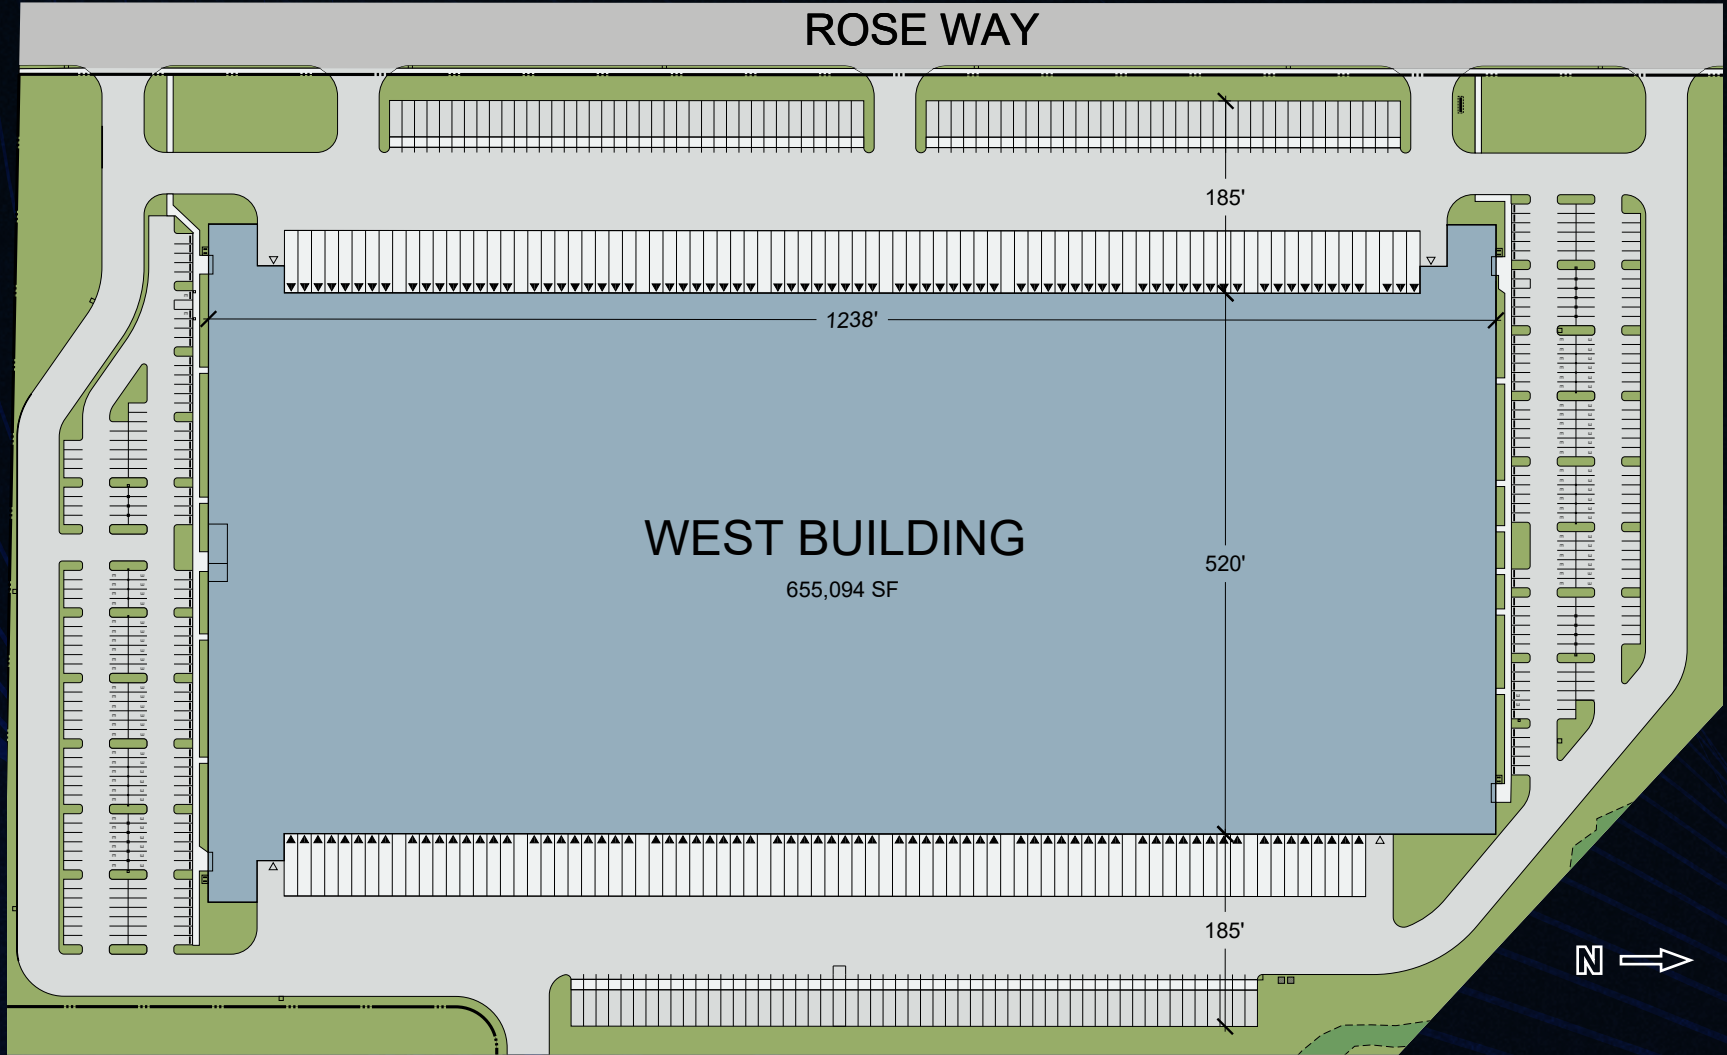 ROSE WAY
185'
1238'
WEST BUILDING
520'
655,094 SF
185'
N